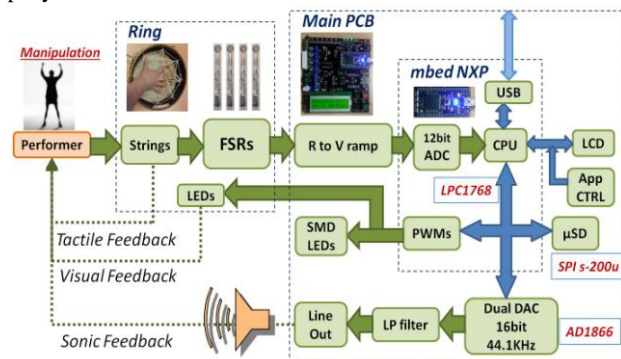 Ring
Main PCB
Manipulation
mbed NXP
USB
Performer
Strings
FSRs
R to V ramp
12bit
ADC
CPU
LCD
App
CTRL
LPC1768
LEDs
SMD
LEDs
PWMs
µSD
Tactile Feedback
Visual Feedback
SPI s-200u
Sonic Feedback
Line
Out
LP filter
Dual DAC
16bit
44.1KHz
AD1866